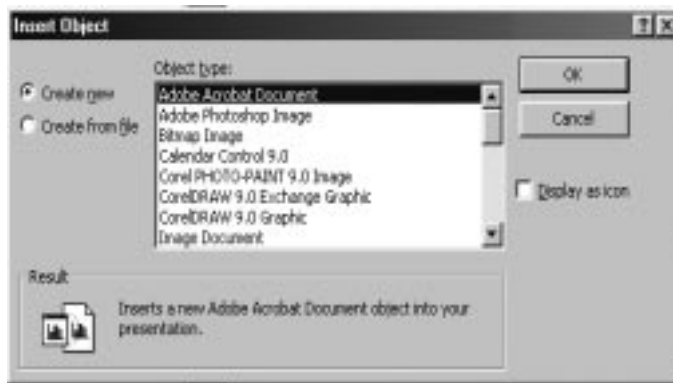 Insert Object
Object type:
Create new
Create from file
Adobe Acrobat Document
Adobe Photoshop Image
Bitmap Image
Calendar Control 9.0
Corel PHOTO-PAINT 9.0 Image
CorelDRAW 9.0 Exchange Graphic
CorelDRAW 9.0 Graphic
Image Document
OK
Cancel
Display as icon
Result
Inserts a new Adobe Acrobat Document object into your
presentation.